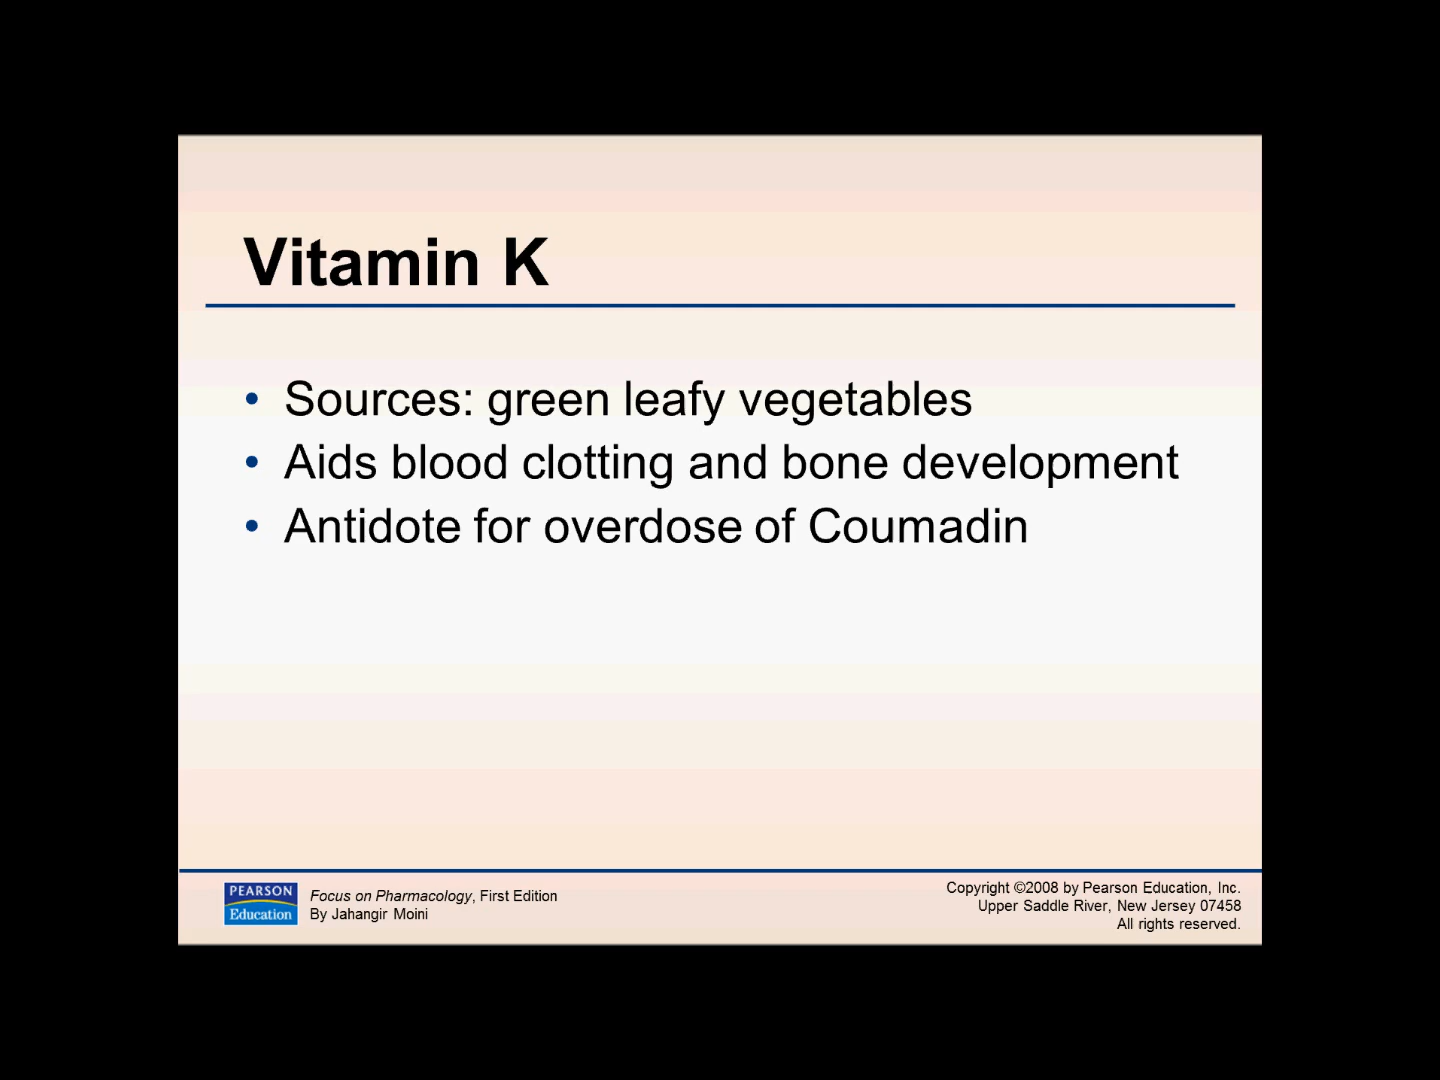 Vitamin K
• Sources: green leafy vegetables
• Aids blood clotting and bone development
• Antidote for overdose of Coumadin
PEARSON
Education
Focus on Pharmacology, First Edition
By Jahangir Moini
Copyright ©2008 by Pearson Education, Inc.
Upper Saddle River, New Jersey 07458
All rights reserved.